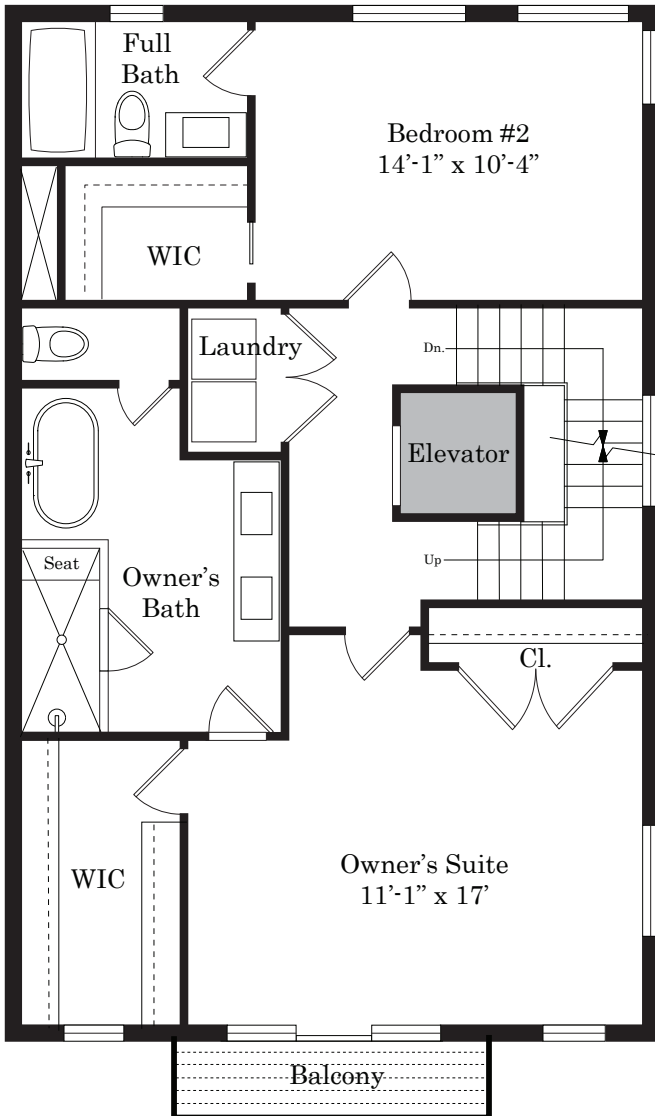 Full
Bath
Bedroom #2
14'-1” x 10'-4”
WIC
Laundry
Dn.
Elevator
Seat
Up
Owner's
Bath
Cl.
Owner's Suite
11'-1” x 17'
WIC
Balcony